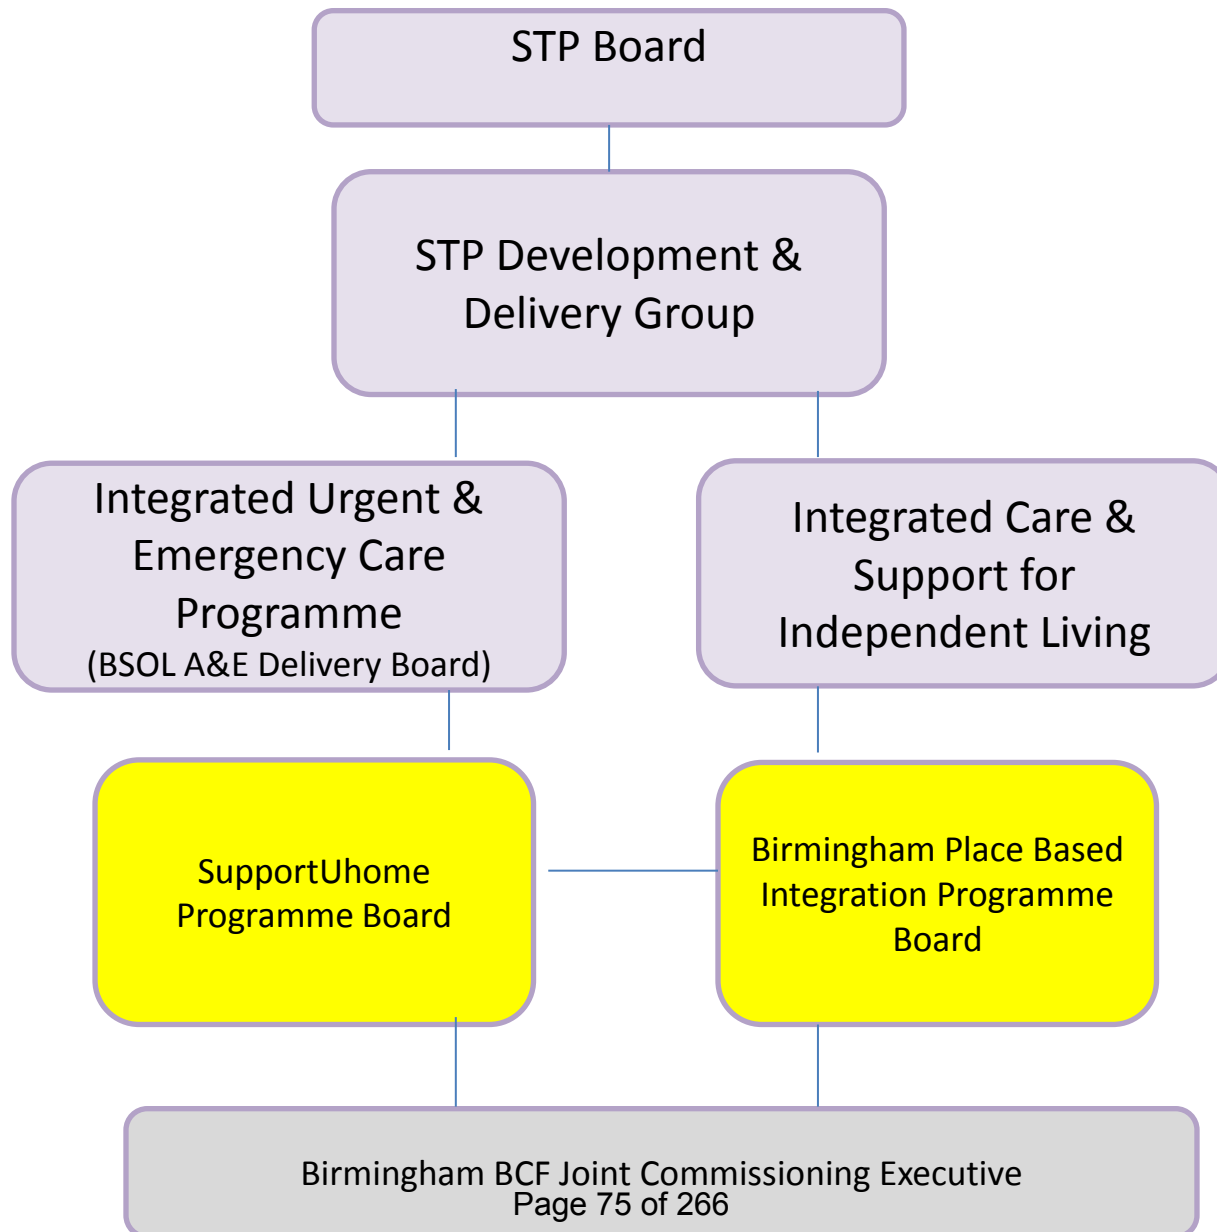 STP Board
STP Development &
Delivery Group
Integrated Urgent &
Emergency Care
Programme
(BSOL A&E Delivery Board)
Integrated Care &
Support for
Independent Living
SupportUhome
Programme Board
Birmingham Place Based
Integration Programme
Board
Birmingham BCF Joint Commissioning Executive
Page 75 of 266